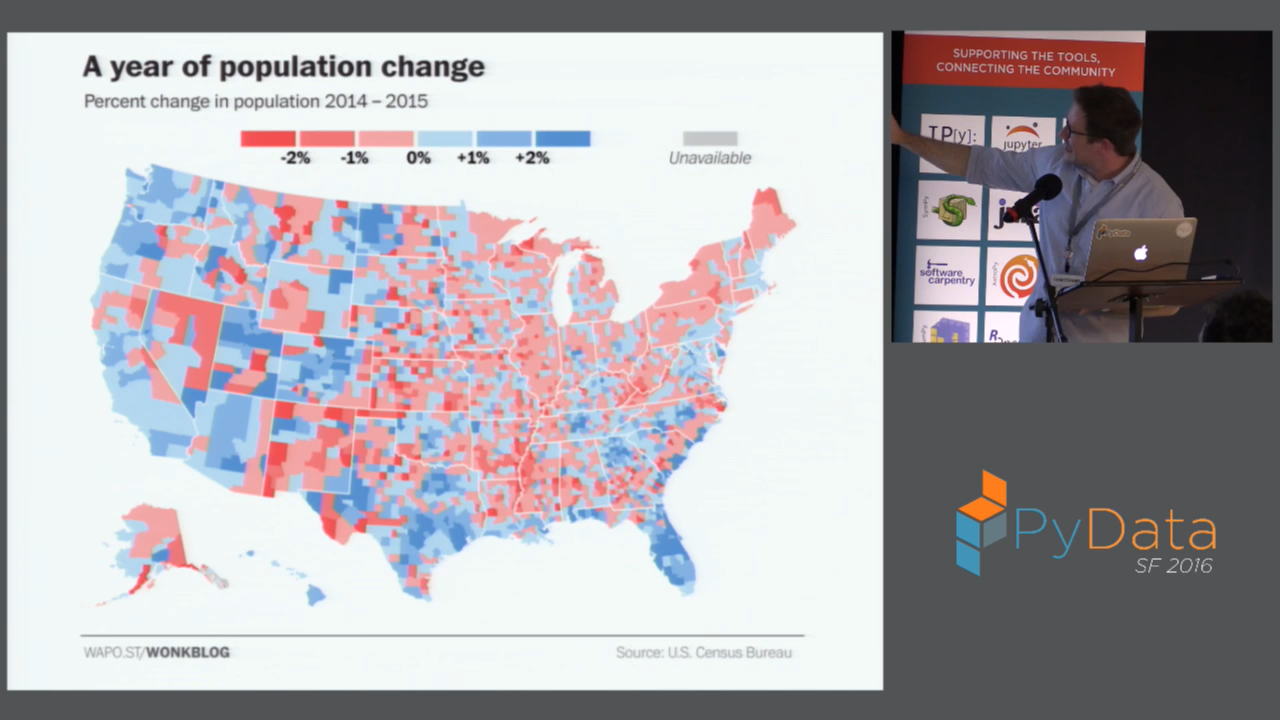 A year of population change
Percent change in population 2014 – 2015
-2% -1% 0% +1% +2%
Unavailable
WAPO.ST/WONKBLOG
Source: U.S. Census Bureau
SUPPORTING THE TOOLS,
CONNECTING THE COMMUNITY
IP[y]:
jupyter
software
carpentry
PyData
PyData
SF 2016